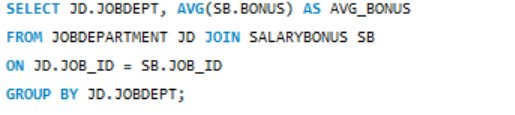 SELECT JD.JOBDEPT, AVG(SB.BONUS) AS AVG_BONUS
FROM JOBDEPARTMENT JD JOIN SALARYBONUS SB
ON JD.JOB_ID = SB.JOB_ID
GROUP BY JD.JOBDEPT;